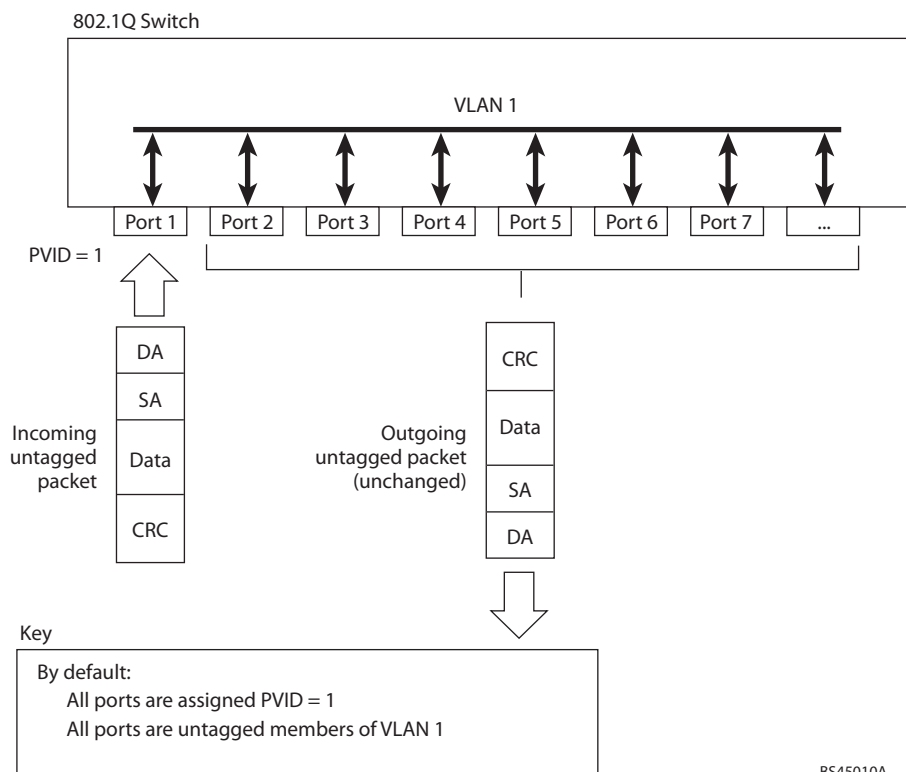 802.1Q Switch
VLAN 1
Port 1
Port 2
Port 3
Port 4
Port 5
Port 6
Port 7
...
PVID = 1
DA
SA
Data
CRC
Incoming
untagged
packet
CRC
Data
SA
DA
Outgoing
untagged packet
(unchanged)
Key
By default:
All ports are assigned PVID = 1
All ports are untagged members of VLAN 1
BS45010A